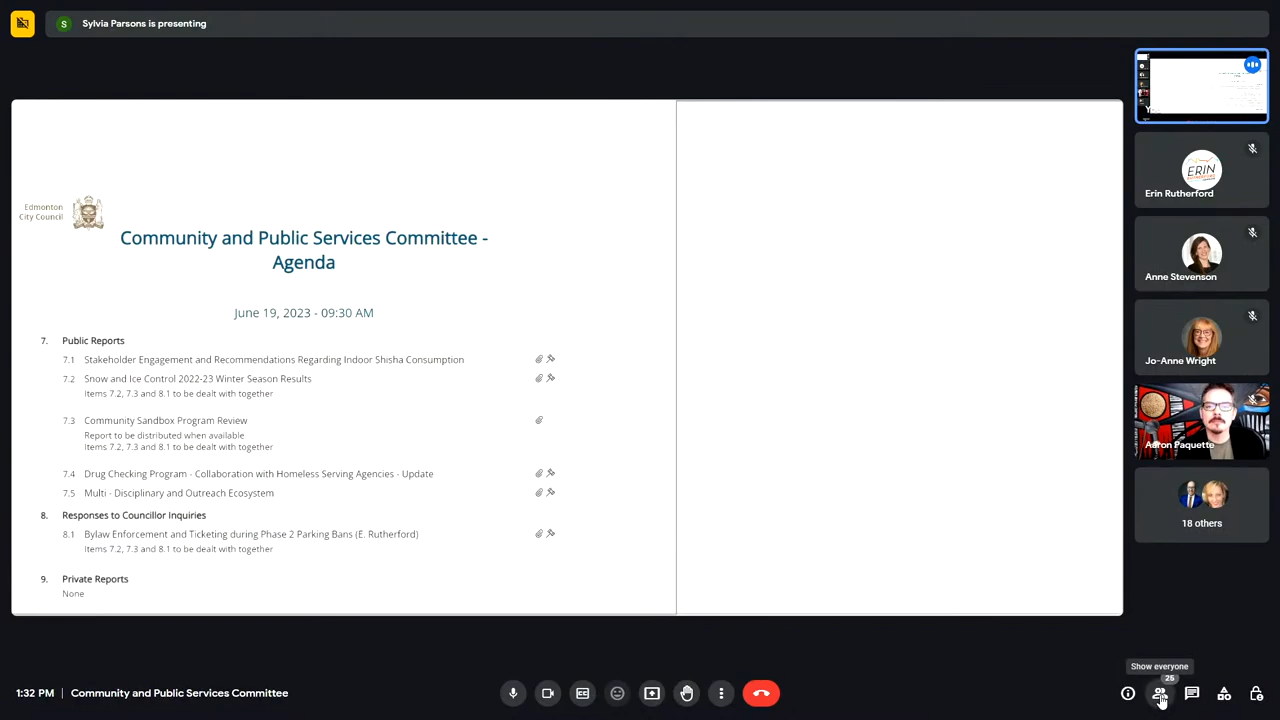 S Sylvia Parsons is presenting
Edmonton
City Council
Community and Public Services Committee -
Agenda
June 19, 2023 - 09:30 AM
7. Public Reports
7.1 Stakeholder Engagement and Recommendations Regarding Indoor Shisha Consumption
7.2 Snow and Ice Control 2022-23 Winter Season Results
Items 7.2, 7.3 and 8.1 to be dealt with together
7.3 Community Sandbox Program Review
Report to be distributed when available
Items 7.2, 7.3 and 8.1 to be dealt with together
7.4 Drug Checking Program - Collaboration with Homeless Serving Agencies - Update
7.5 Multi - Disciplinary and Outreach Ecosystem
8. Responses to Councillor Inquiries
8.1 Bylaw Enforcement and Ticketing during Phase 2 Parking Bans (E. Rutherford)
Items 7.2, 7.3 and 8.1 to be dealt with together
9. Private Reports
None
ERIN
Erin Rutherford
Anne Stevenson
Jo-Anne Wright
Aaron Paquette
18 others
Show everyone
25
1:32 PM | Community and Public Services Committee